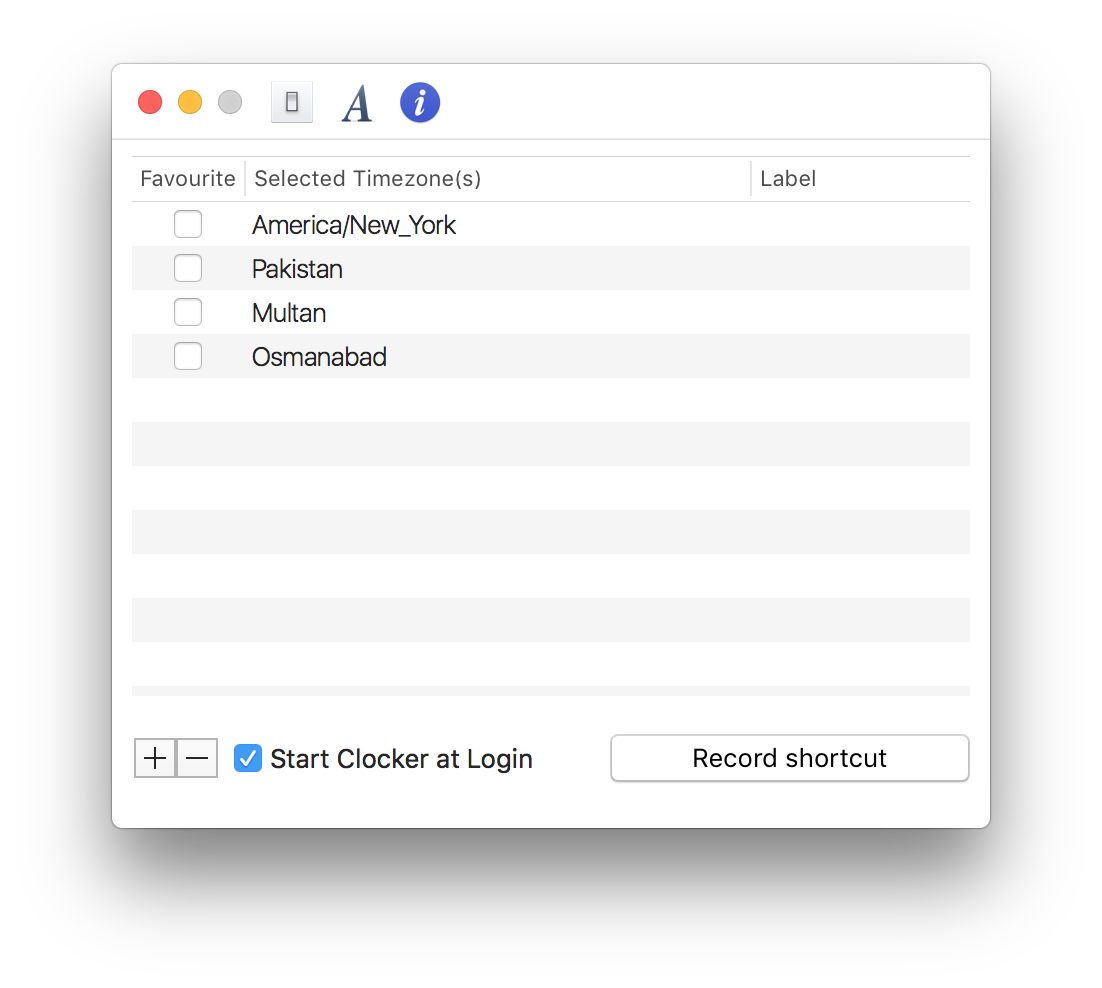 Favourite Selected Timezone(s) Label
America/New_York
Pakistan
Multan
Osmanabad
Start Clocker at Login Record shortcut